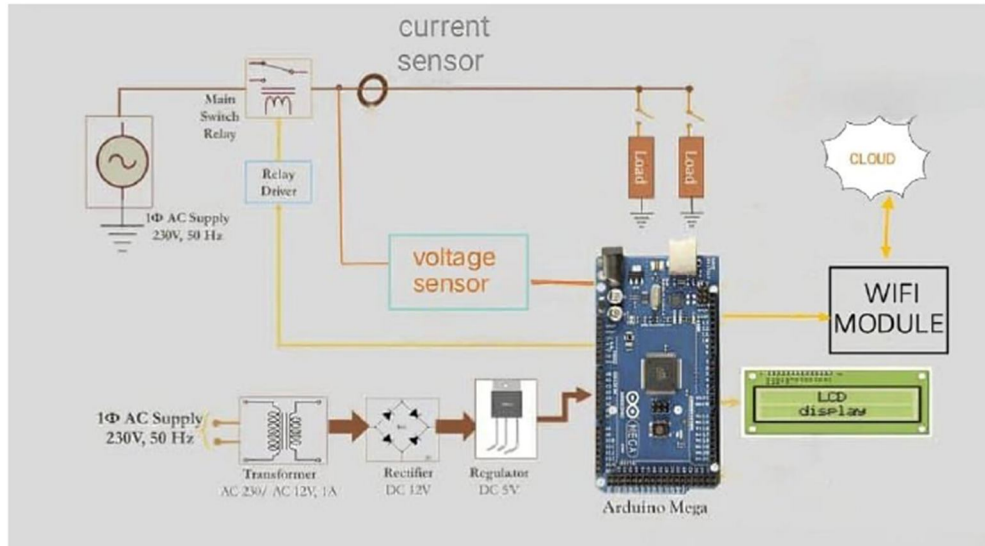 current
sensor
Main
Switch
Relay
Relay
Driver
1Φ AC Supply
230V, 50 Hz
Load
Load
CLOUD
voltage
sensor
WIFI
MODULE
LCD
display
1Φ AC Supply
230V, 50 Hz
Transformer
AC 230/ AC 12V, 1A
Rectifier
DC 12V
Regulator
DC 5V
ARDUINO
MEGA
Arduino Mega